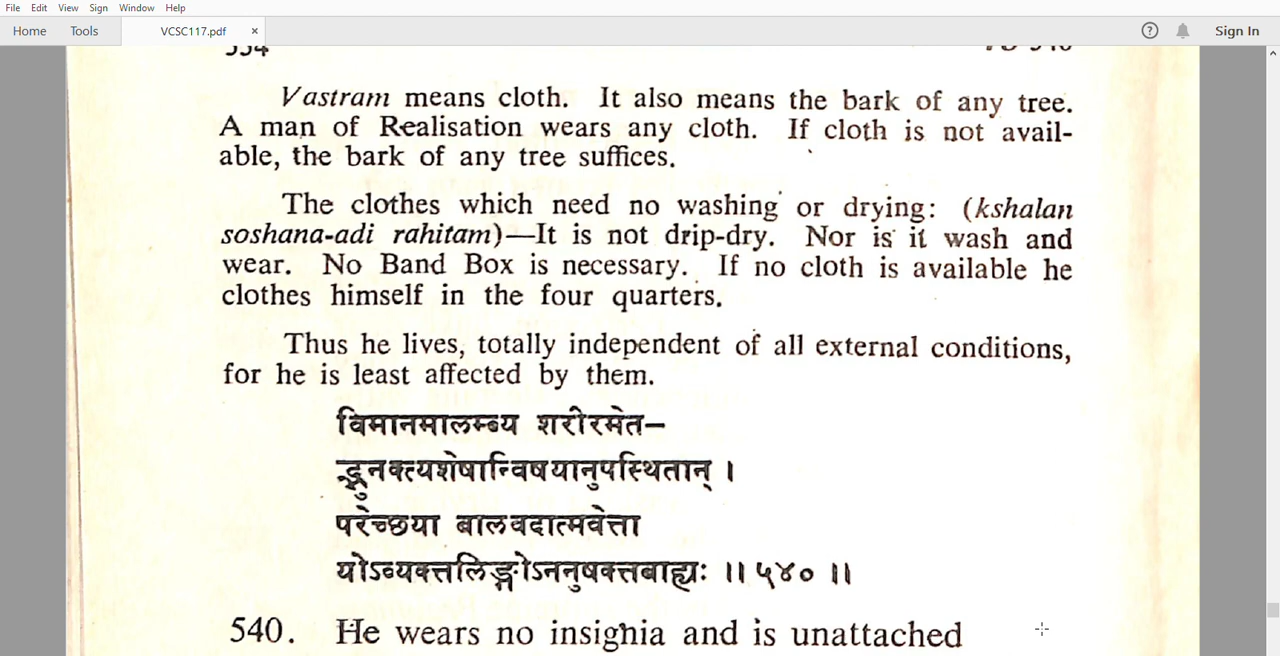 File Edit View Sign Window Help
Home Tools VCSC117.pdf × ? Sign In
554
Vastram means cloth. It also means the bark of any tree.
A man of Realisation wears any cloth. If cloth is not avail-
able, the bark of any tree suffices.
The clothes which need no washing or drying: (kshalan
soshana-adi rahitam)—It is not drip-dry. Nor is it wash and
wear. No Band Box is necessary. If no cloth is available he
clothes himself in the four quarters.
Thus he lives, totally independent of all external conditions,
for he is least affected by them.
विमानमालम्ब्य शरीरमेत–
द्भुनक्त्यशेषान्विषयानुपस्थितान् ।
परेच्छया बालवदात्मवेत्ता
योऽव्यक्तलिङ्गोऽननुषक्तबाह्यः ॥ ५४० ॥
540. He wears no insignia and is unattached